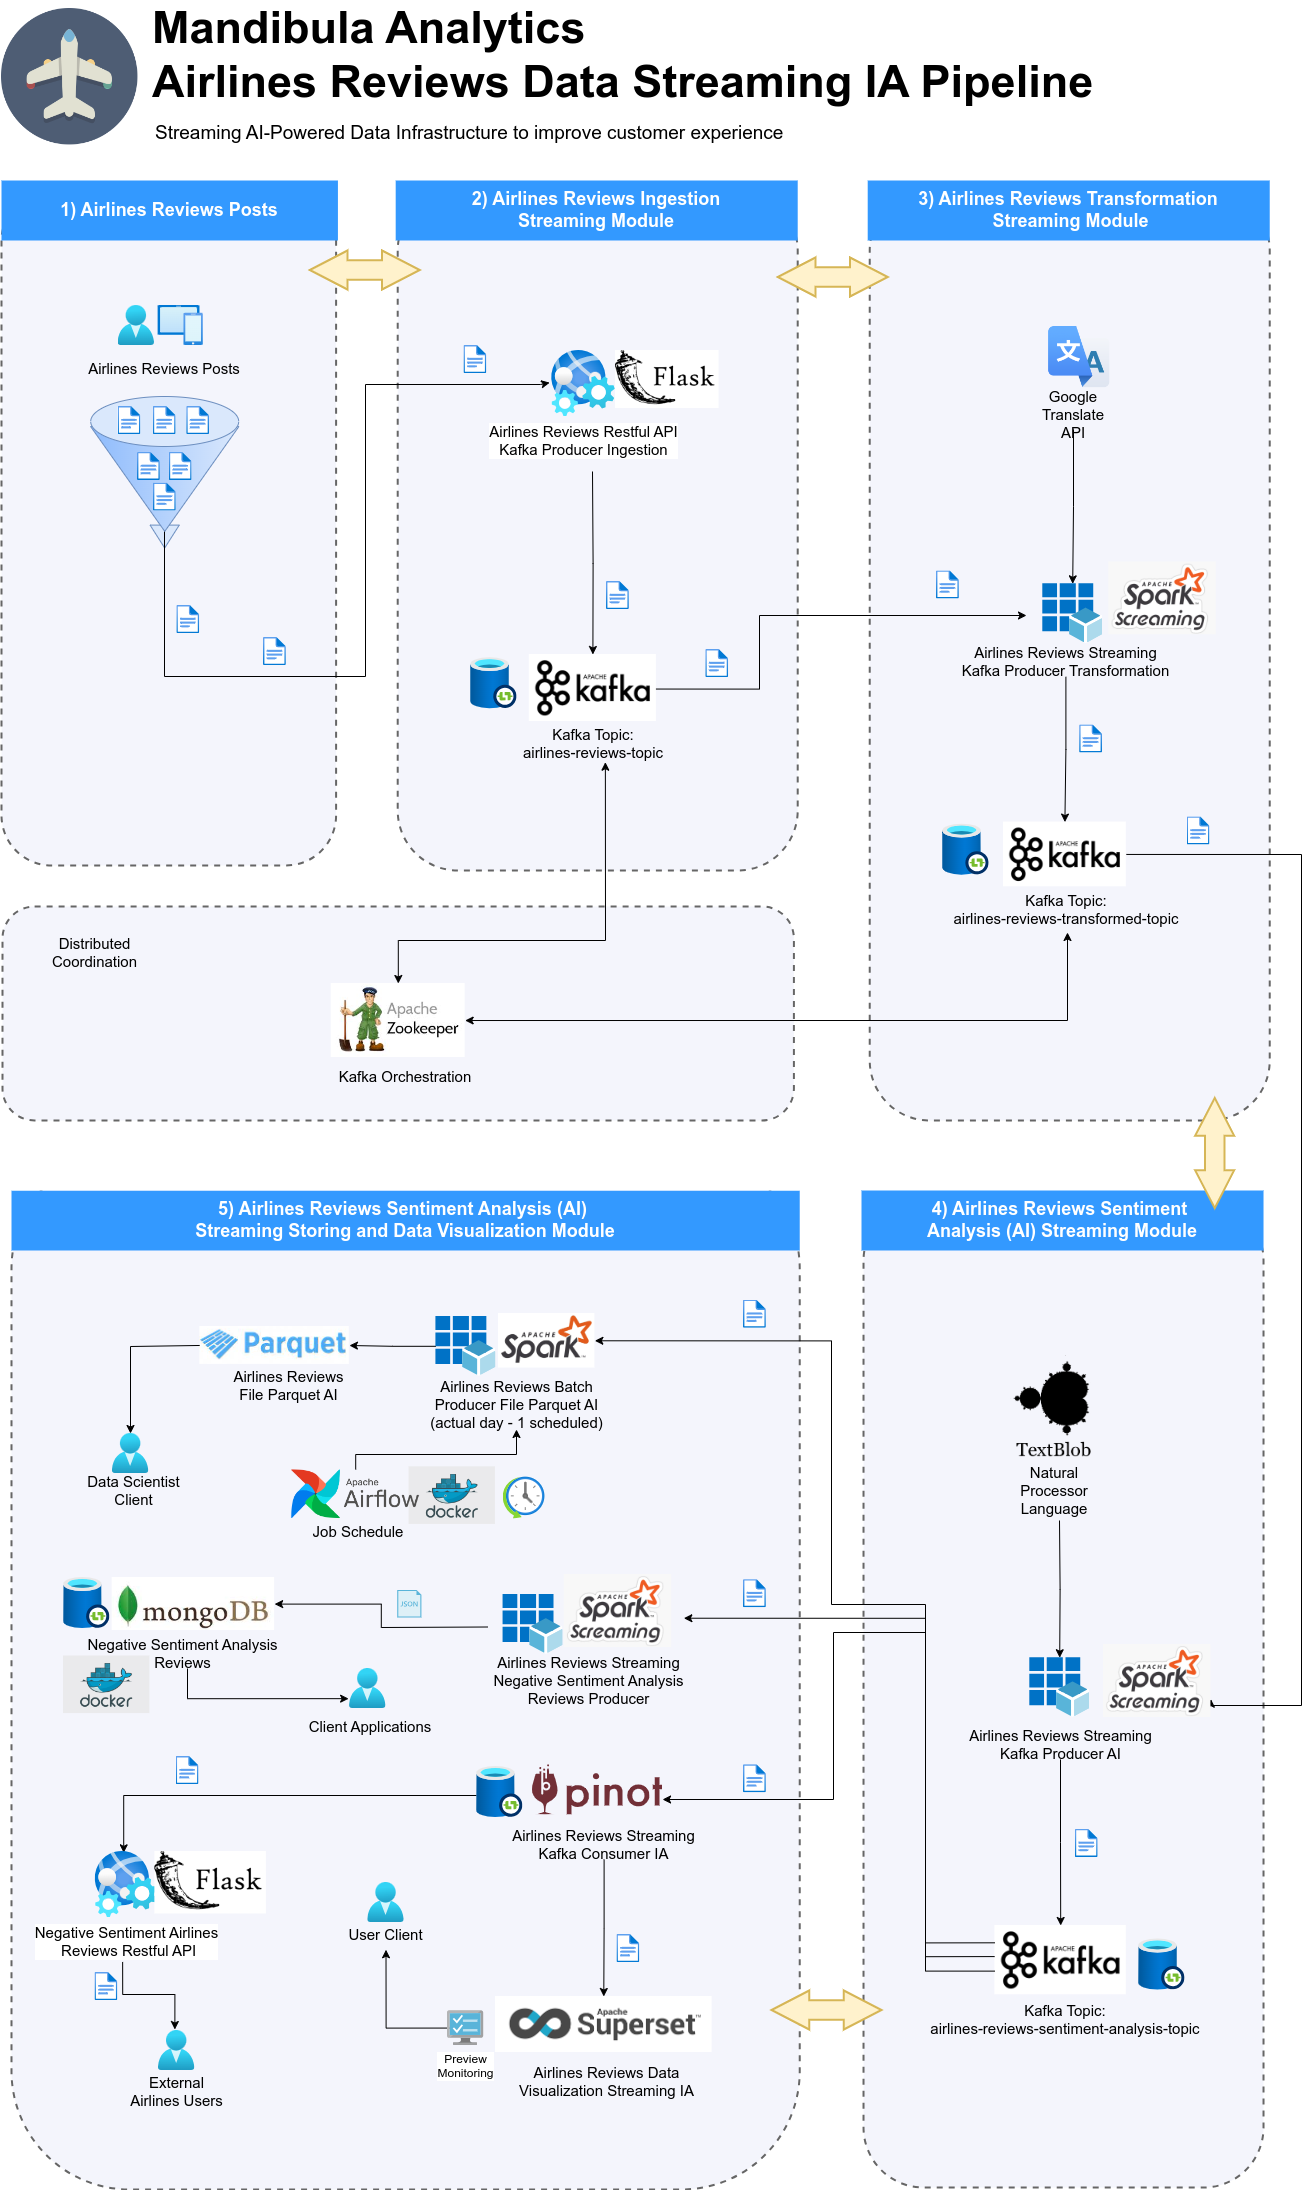 Mandibula Analytics
Airlines Reviews Data Streaming IA Pipeline
Streaming AI-Powered Data Infrastructure to improve customer experience
1) Airlines Reviews Posts
Airlines Reviews Posts
2) Airlines Reviews Ingestion
Streaming Module
Flask
Airlines Reviews Restful API
Kafka Producer Ingestion
APACHE
kafka
Kafka Topic:
airlines-reviews-topic
3) Airlines Reviews Transformation
Streaming Module
文
A
Google
Translate
API
APACHE
Spark
Screaming
Airlines Reviews Streaming
Kafka Producer Transformation
APACHE
kafka
Kafka Topic:
airlines-reviews-transformed-topic
Distributed
Coordination
Apache
Zookeeper
Kafka Orchestration
5) Airlines Reviews Sentiment Analysis (AI)
Streaming Storing and Data Visualization Module
Parquet
Airlines Reviews
File Parquet AI
APACHE
Spark
Airlines Reviews Batch
Producer File Parquet AI
(actual day - 1 scheduled)
Data Scientist
Client
Apache
Airflow
docker
Job Schedule
mongoDB
Negative Sentiment Analysis
Reviews
docker
JSON
APACHE
Spark
Screaming
Airlines Reviews Streaming
Negative Sentiment Analysis
Reviews Producer
Client Applications
pinot
Airlines Reviews Streaming
Kafka Consumer IA
Flask
Negative Sentiment Airlines
Reviews Restful API
External
Airlines Users
User Client
Preview
Monitoring
Apache
Superset™
Airlines Reviews Data
Visualization Streaming IA
4) Airlines Reviews Sentiment
Analysis (AI) Streaming Module
TextBlob
Natural
Processor
Language
APACHE
Spark
Screaming
Airlines Reviews Streaming
Kafka Producer AI
APACHE
kafka
Kafka Topic:
airlines-reviews-sentiment-analysis-topic